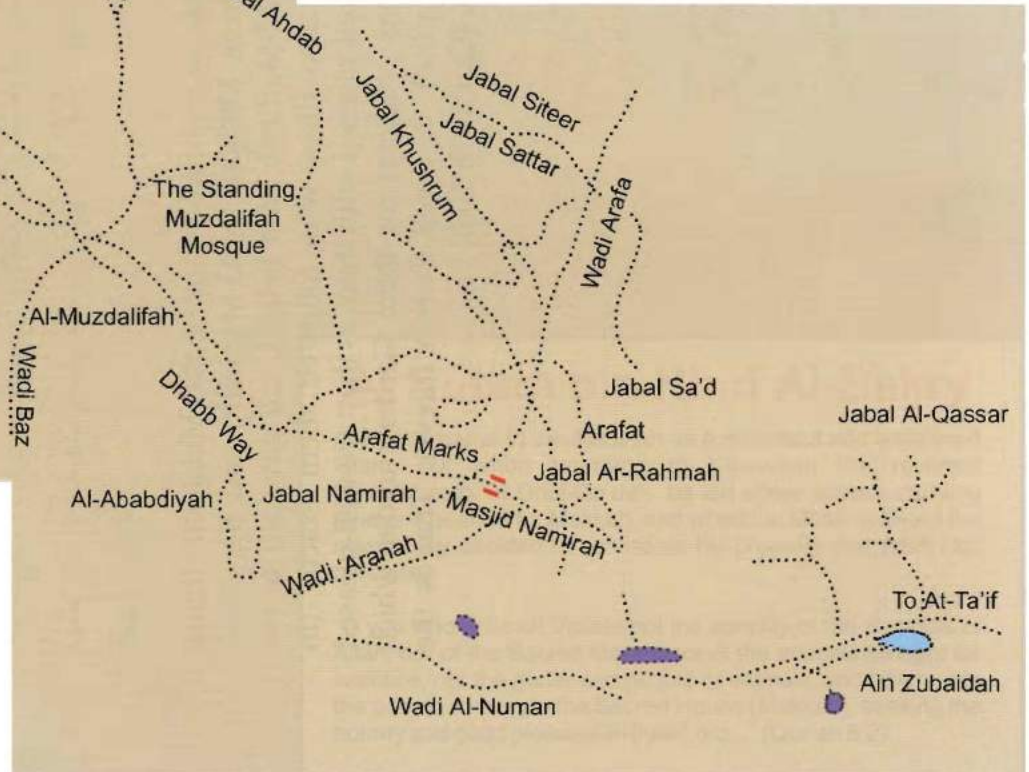 al Ahdab
Jabal Siteer
Jabal Sattar
Jabal Khushrum
The Standing
Muzdalifah
Mosque
Wadi Arafa
Al-Muzdalifah
Wadi Baz
Dhabb Way
Jabal Sa'd
Jabal Al-Qassar
Arafat
Arafat Marks
Jabal Ar-Rahmah
Al-Ababdiyah
Jabal Namirah
Masjid Namirah
Wadi 'Aranah
To At-Ta'if
Ain Zubaidah
Wadi Al-Numan